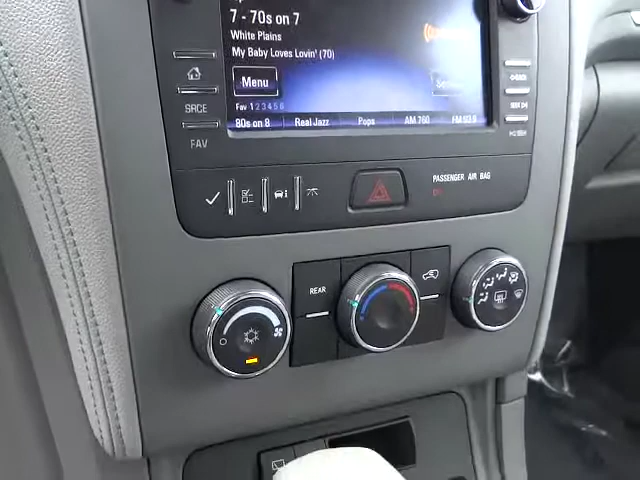 7 - 70s on 7
White Plains
My Baby Loves Lovin' (70)
Menu
Fav 1 2 3 4 5 6
80s on 8 Real Jazz Pops AM 760
SRCE
FAV
PASSENGER AIR BAG
REAR